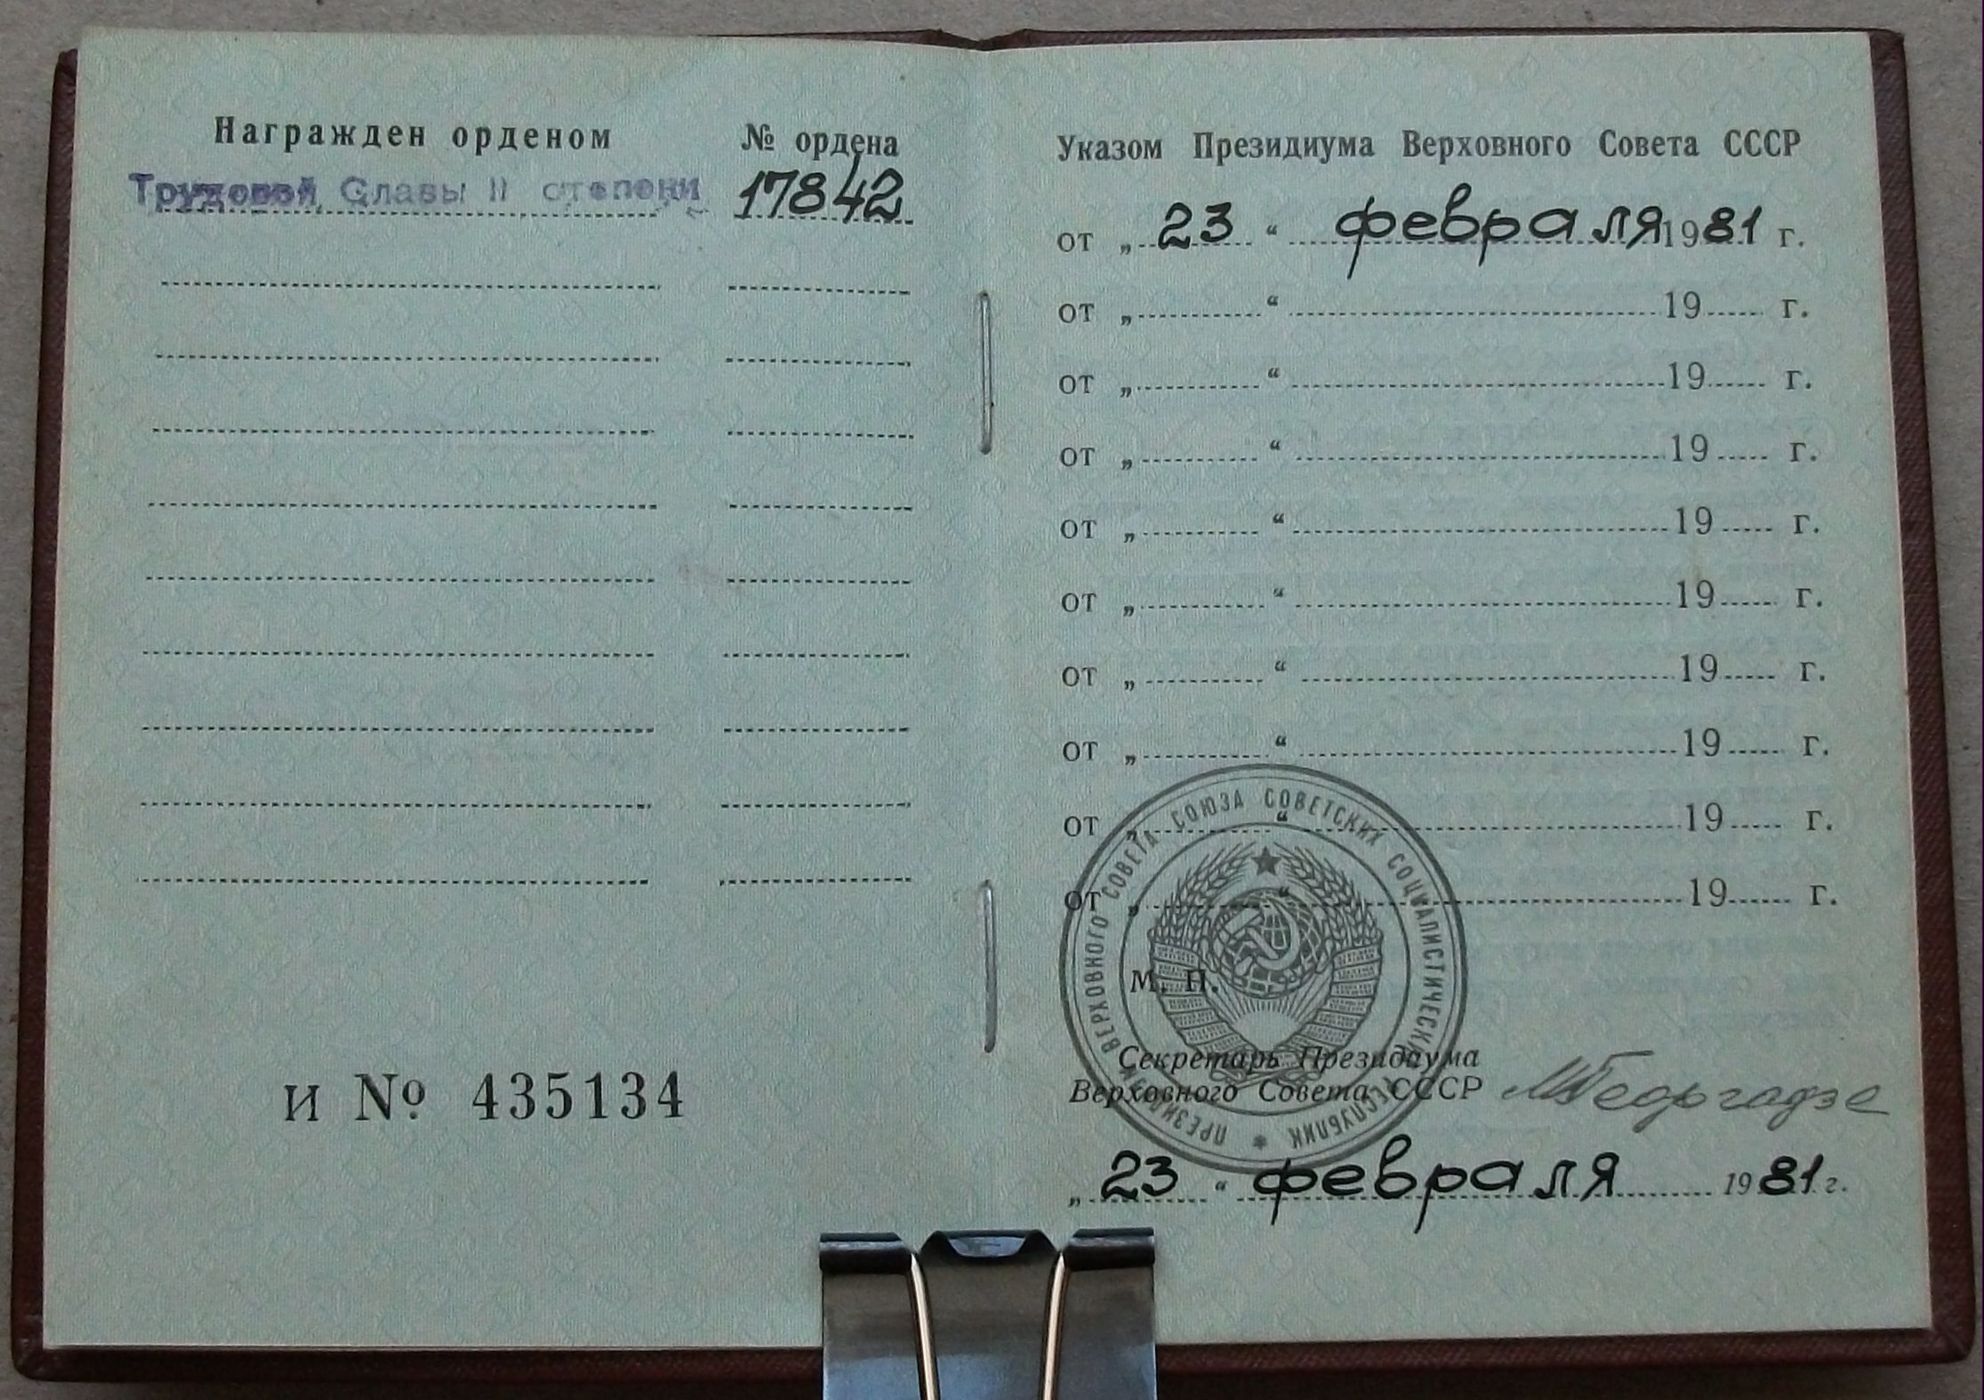 Награжден орденом
№ ордена
Трудовой Славы II степени
17842
И № 435134
Указом Президиума Верховного Совета СССР
от „ 23 “ февраля 1981 г.
от „ “ 19 г.
от „ “ 19 г.
от „ “ 19 г.
от „ “ 19 г.
от „ “ 19 г.
от „ “ 19 г.
от „ “ 19 г.
от „ “ 19 г.
от „ “ 19 г.
ПРЕЗИДИУМ ВЕРХОВНОГО СОВЕТА СОЮЗА СОВЕТСКИХ СОЦИАЛИСТИЧЕСКИХ РЕСПУБЛИК *
М. П.
Секретарь Президиума
Верховного Совета СССР МГеоргадзе
„ 23 “ февраля 1981 г.